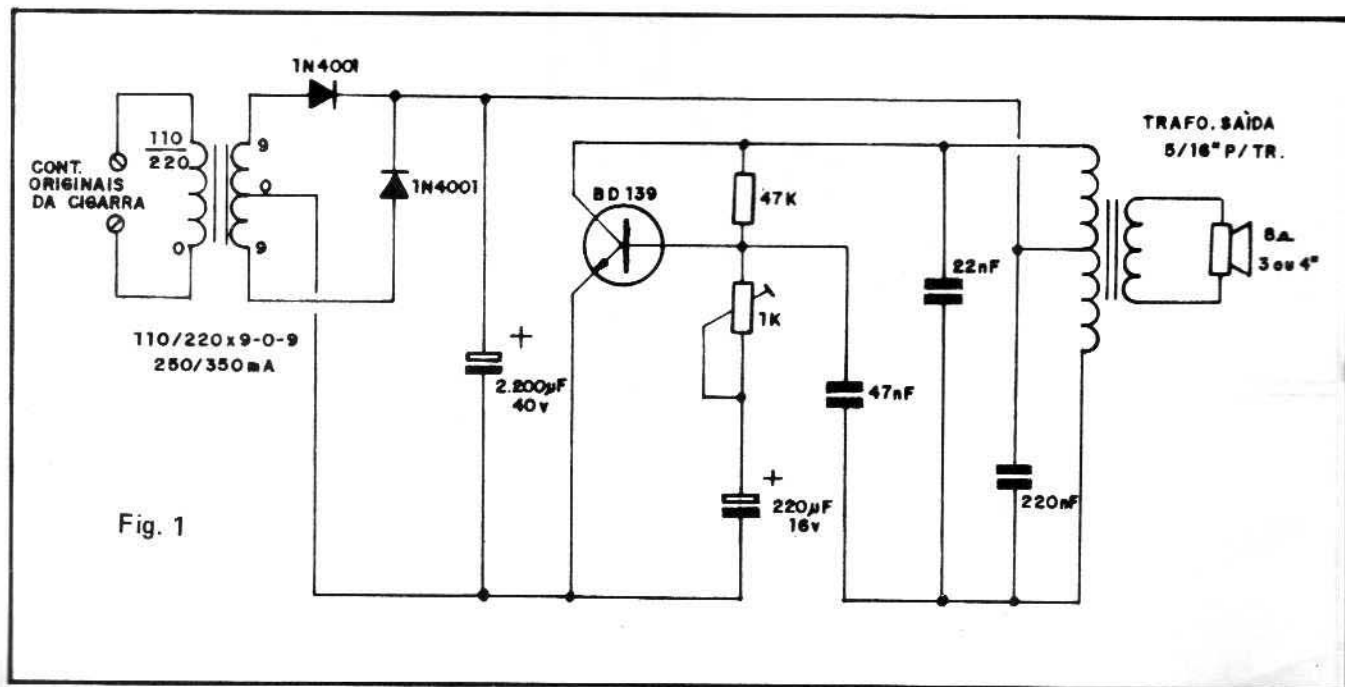 1N4001
110
220
9
0
9
0
CONT.
ORIGINAIS
DA CIGARRA
1N4001
110/220 x 9-0-9
250/350mA
+
2.200µF
40v
BD 139
47K
1K
+
220µF
16v
47nF
22nF
220nF
TRAFO. SAÍDA
5/16" P/TR.
8Ω
3 ou 4"
Fig. 1